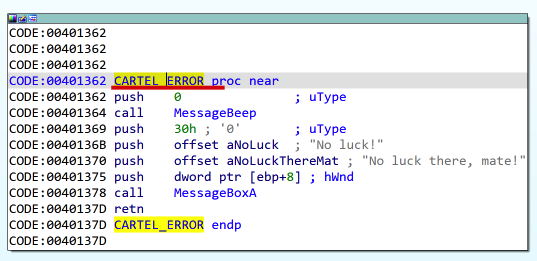 CODE:00401362
CODE:00401362
CODE:00401362
CODE:00401362 CARTEL_ERROR proc near
CODE:00401362 push 0 ; uType
CODE:00401364 call MessageBeep
CODE:00401369 push 30h ; '0' ; uType
CODE:0040136B push offset aNoLuck ; "No luck!"
CODE:00401370 push offset aNoLuckThereMat ; "No luck there, mate!"
CODE:00401375 push dword ptr [ebp+8] ; hWnd
CODE:00401378 call MessageBoxA
CODE:0040137D retn
CODE:0040137D CARTEL_ERROR endp
CODE:0040137D